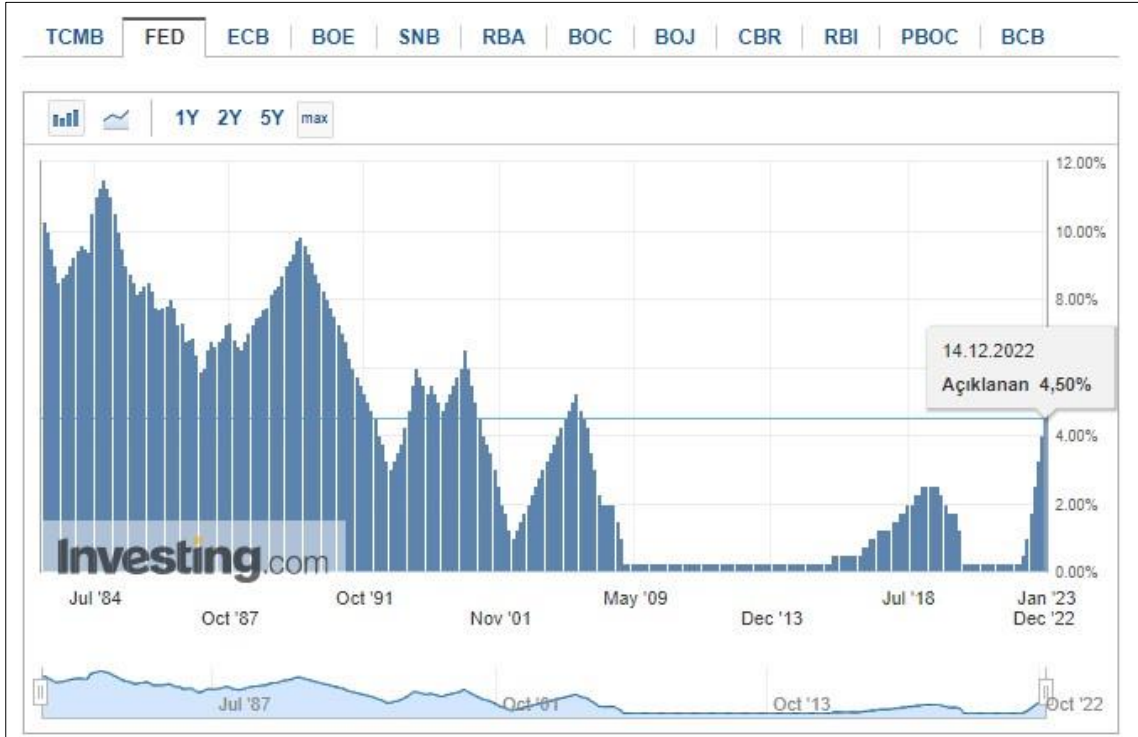 TCMB FED ECB BOE SNB RBA BOC BOJ CBR RBI PBOC BCB
1Y 2Y 5Y max
12.00%
10.00%
8.00%
14.12.2022
Açıklanan 4,50%
4.00%
2.00%
0.00%
Investing.com
Jul '84 Oct '91 May '09 Jul '18 Jan '23
Oct '87 Nov '01 Dec '13 Dec '22
Jul '87 Oct '01 Oct '13 Oct '22